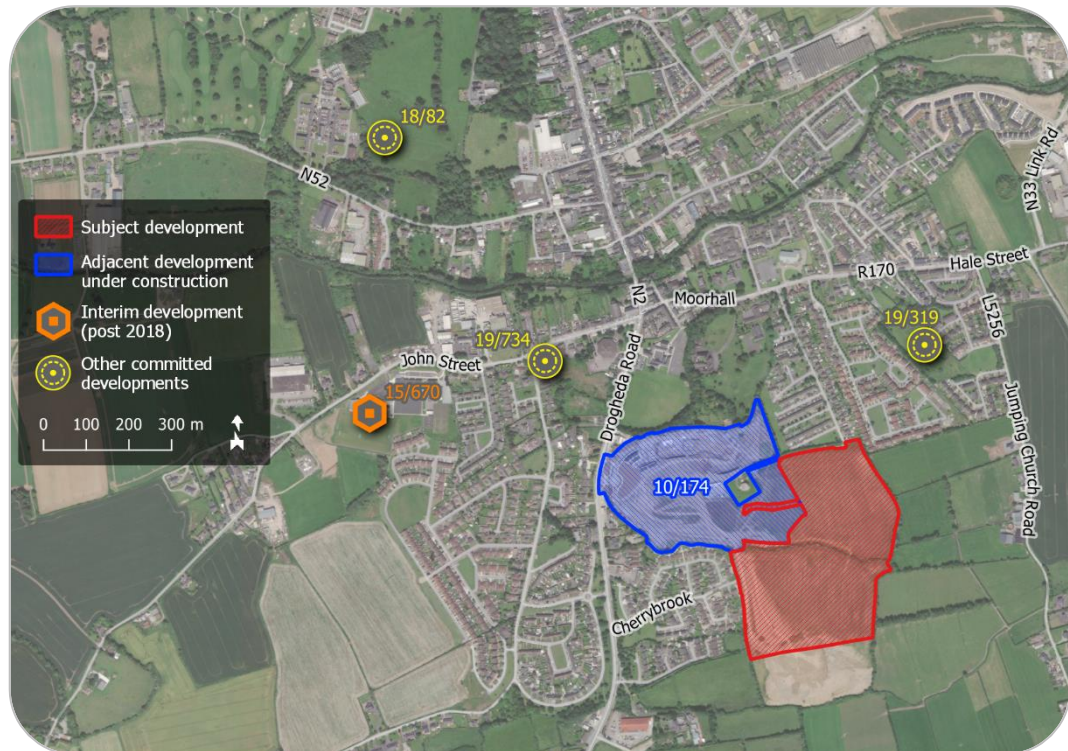 18/82
N52
N33 Link Rd
Subject development
Adjacent development
under construction
Interim development
(post 2018)
Other committed
developments
0 100 200 300 m
R170
Hale Street
N2
Moorhall
L5256
19/319
19/734
John Street
15/670
Drogheda Road
Jumping Church Road
10/174
Cherrybrook